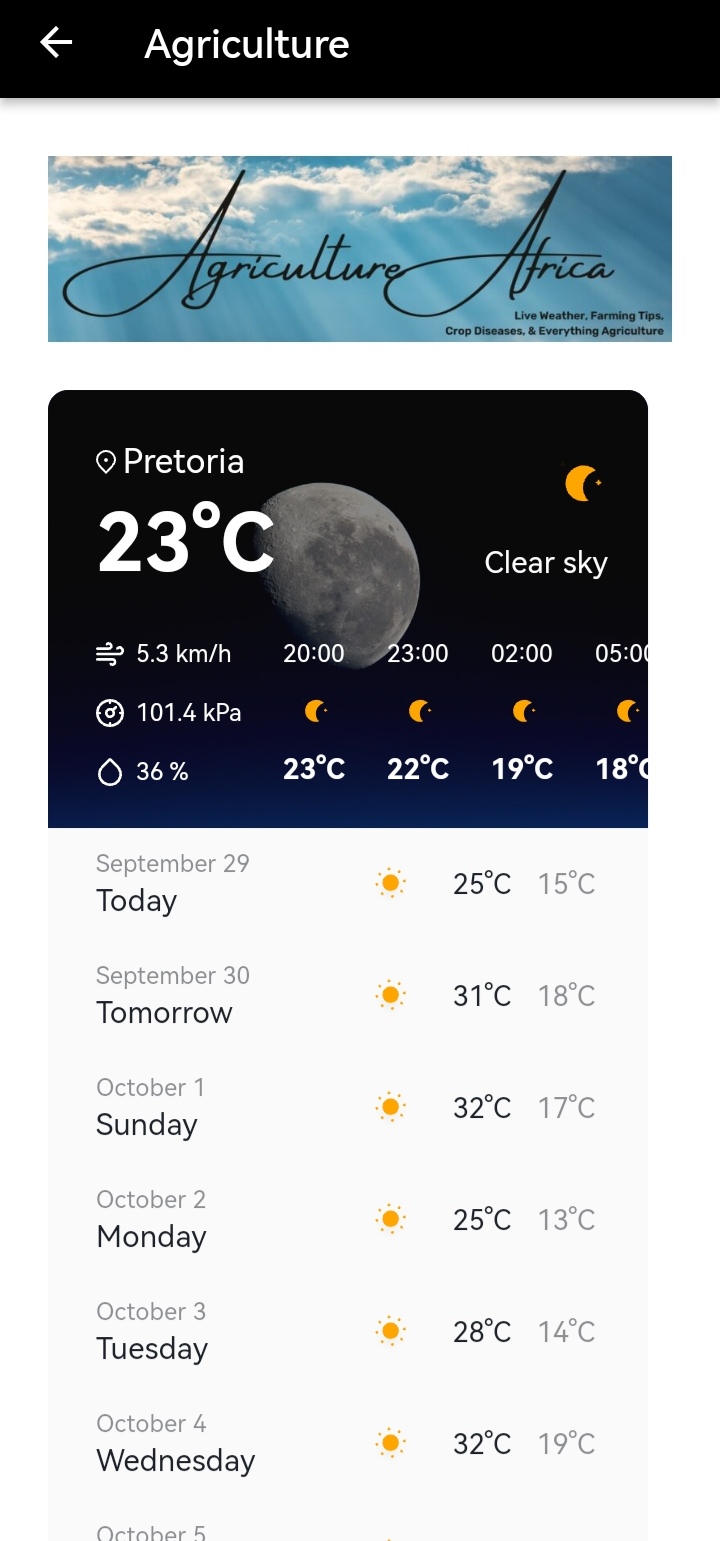 Agriculture
Agriculture Africa
Live Weather, Farming Tips,
Crop Diseases, & Everything Agriculture
Pretoria
23°C
Clear sky
5.3 km/h 20:00 23:00 02:00 05:00
101.4 kPa
36 % 23°C 22°C 19°C 18°C
September 29
Today 25°C 15°C
September 30
Tomorrow 31°C 18°C
October 1
Sunday 32°C 17°C
October 2
Monday 25°C 13°C
October 3
Tuesday 28°C 14°C
October 4
Wednesday 32°C 19°C
October 5